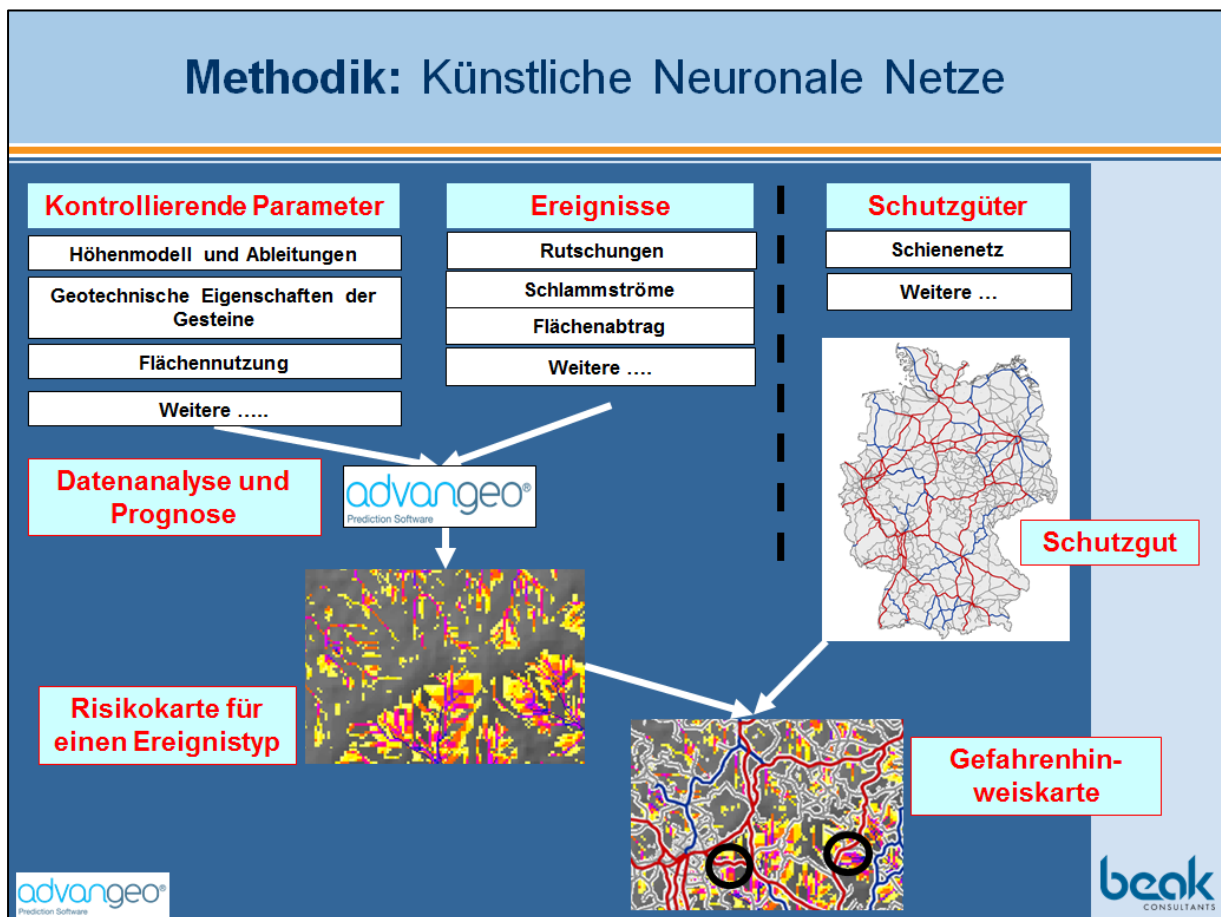 Methodik: Künstliche Neuronale Netze
Kontrollierende Parameter
Höhenmodell und Ableitungen
Geotechnische Eigenschaften der
Gesteine
Flächennutzung
Weitere .....
Ereignisse
Rutschungen
Schlammströme
Flächenabtrag
Weitere ....
Schutzgüter
Schienenetz
Weitere ...
Datenanalyse und
Prognose
advangeo®
Prediction Software
Schutzgut
Risikokarte für
einen Ereignistyp
Gefahrenhin-
weiskarte
advangeo®
Prediction Software
beak
CONSULTANTS